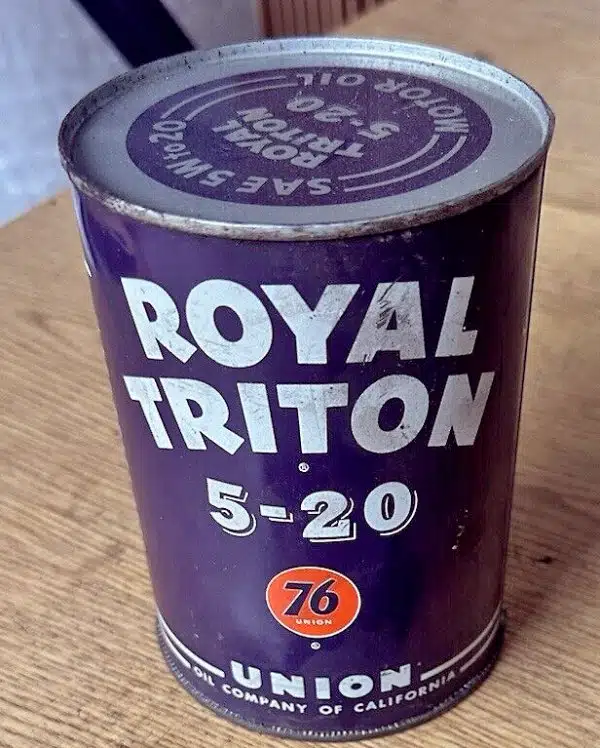 MOTOR OIL
5-20
ROYAL
TRITON
SAE 5W to 20
ROYAL
TRITON
®
5-20
76
UNION
®
UNION
OIL COMPANY OF CALIFORNIA